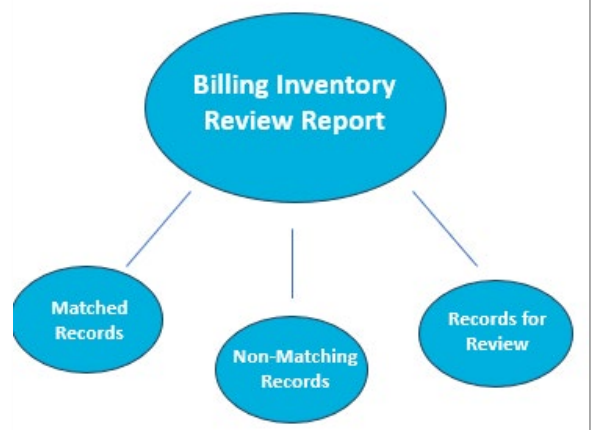 Billing Inventory
Review Report
Matched
Records
Non-Matching
Records
Records for
Review